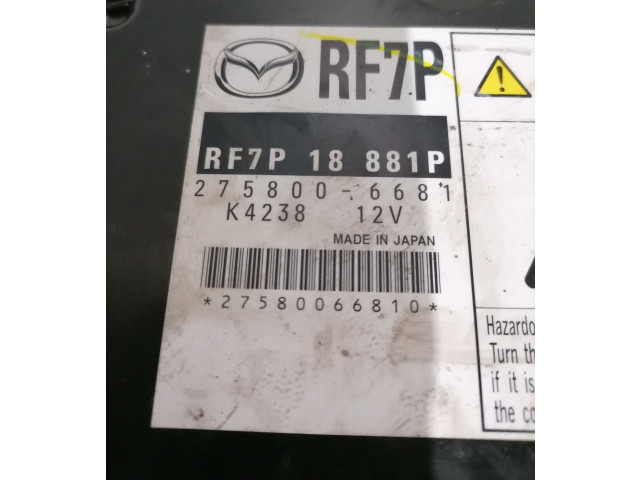 RF7P
RF7P 18 881P
275800-6681
K4238 12V
MADE IN JAPAN
*27580066810*
Hazardo
Turn th
if it is
the co